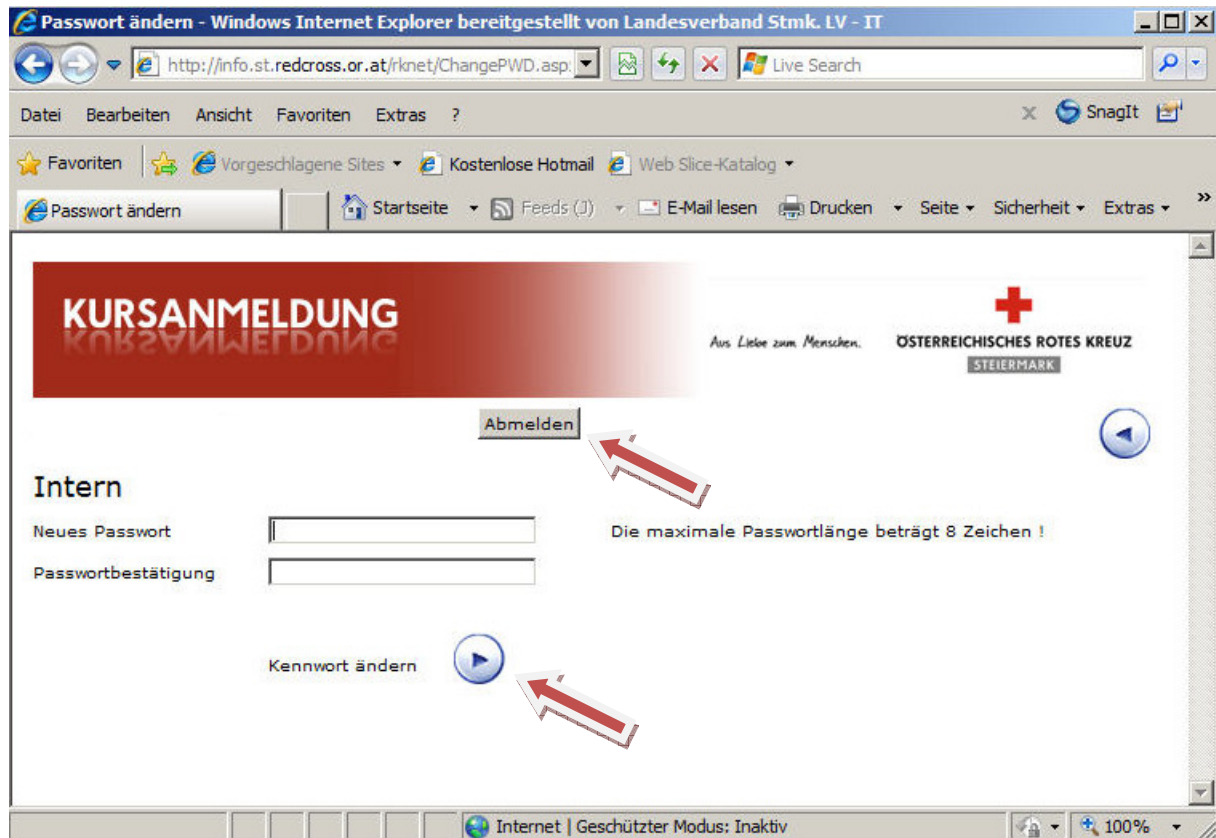 Passwort ändern - Windows Internet Explorer bereitgestellt von Landesverband Stmk. LV - IT
http://info.st.redcross.or.at/rknet/ChangePWD.asp
Live Search
Datei Bearbeiten Ansicht Favoriten Extras ?
x SnagIt
Favoriten Vorgeschlagene Sites Kostenlose Hotmail Web Slice-Katalog
Passwort ändern Startseite Feeds (J) E-Mail lesen Drucken Seite Sicherheit Extras »
KURSANMELDUNG
Aus Liebe zum Menschen. ÖSTERREICHISCHES ROTES KREUZ
STEIERMARK
Abmelden
Intern
Neues Passwort Die maximale Passwortlänge beträgt 8 Zeichen !
Passwortbestätigung
Kennwort ändern
Internet | Geschützter Modus: Inaktiv 100%